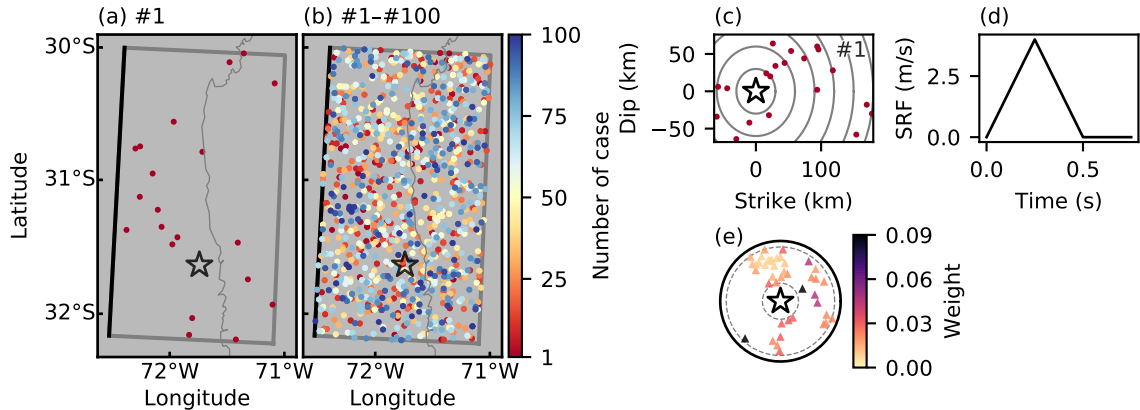 (a) #1
(b) #1–#100
(c)
(d)
30°S
31°S
32°S
Latitude
72°W
71°W
Longitude
72°W
71°W
Longitude
100
75
50
25
1
Number of case
#1
50
0
−50
Dip (km)
0
100
Strike (km)
2.5
0.0
SRF (m/s)
0.0
0.5
Time (s)
(e)
0.09
0.06
0.03
0.00
Weight